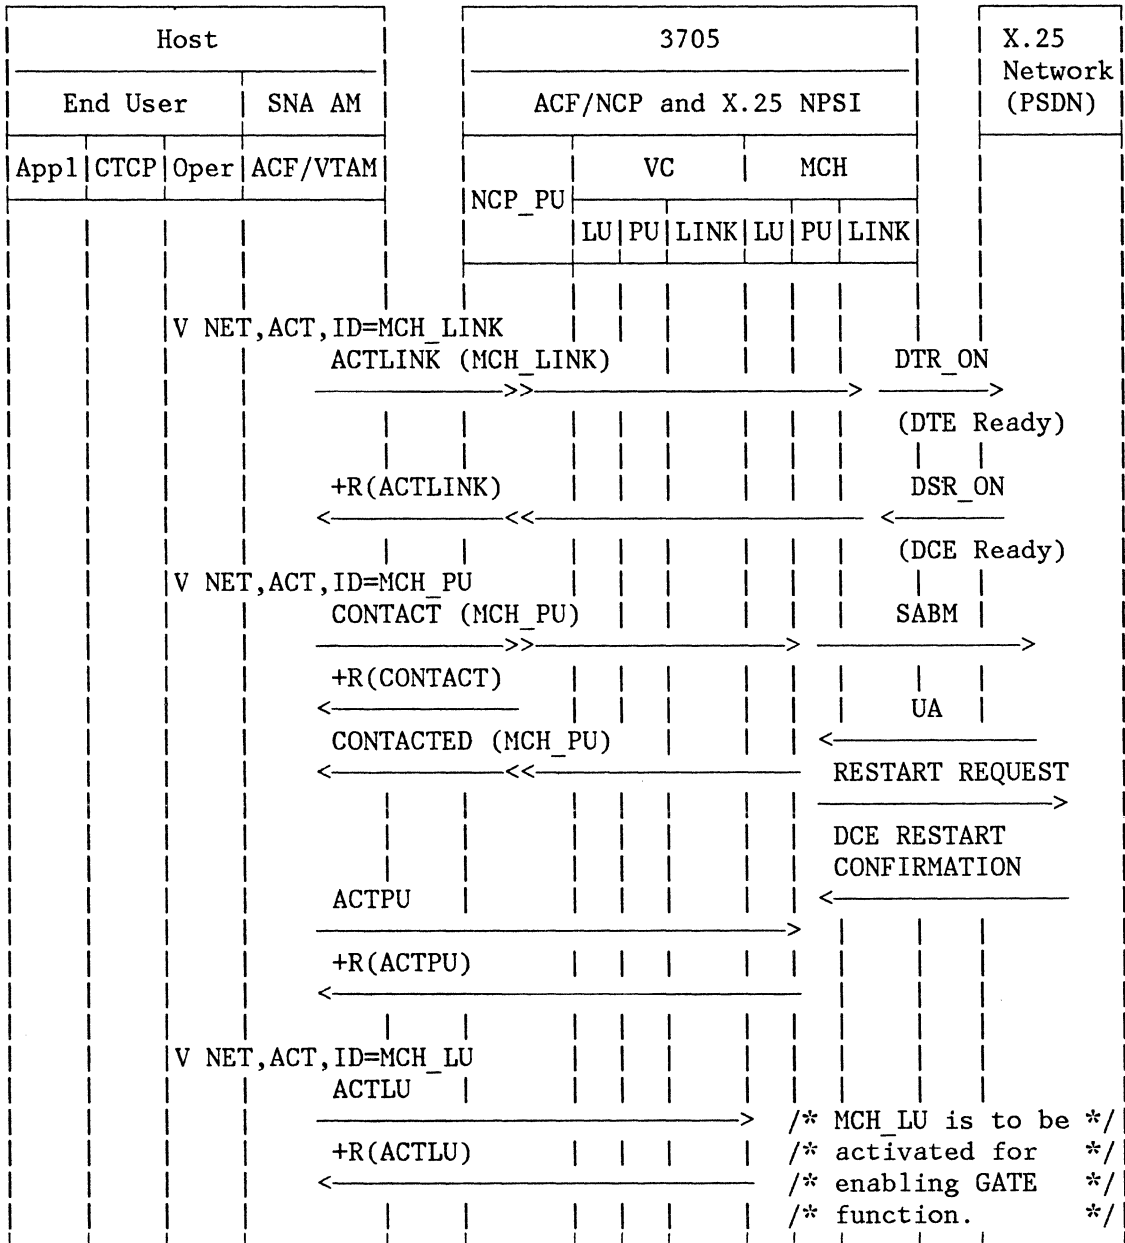 Host 3705 X.25
Network
End User SNA AM ACF/NCP and X.25 NPSI (PSDN)
Appl CTCP Oper ACF/VTAM VC MCH
NCP_PU
LU PU LINK LU PU LINK
V NET,ACT,ID=MCH_LINK
ACTLINK (MCH_LINK) DTR_ON
(DTE Ready)
+R(ACTLINK) DSR_ON
(DCE Ready)
V NET,ACT,ID=MCH_PU
CONTACT (MCH_PU) SABM
+R(CONTACT)
UA
CONTACTED (MCH_PU)
RESTART REQUEST
DCE RESTART
CONFIRMATION
ACTPU
+R(ACTPU)
V NET,ACT,ID=MCH_LU
ACTLU
/* MCH_LU is to be */
+R(ACTLU) /* activated for */
/* enabling GATE */
/* function. */